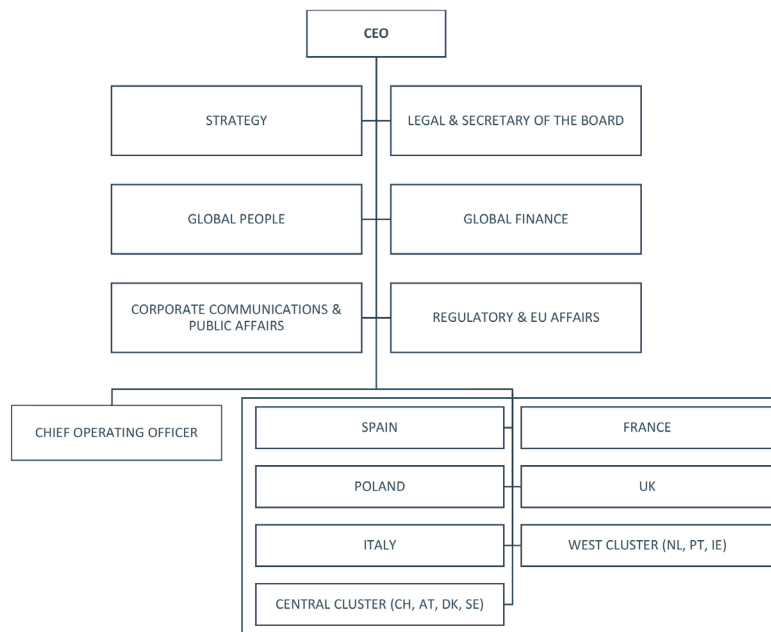 CEO
STRATEGY
LEGAL & SECRETARY OF THE BOARD
GLOBAL PEOPLE
GLOBAL FINANCE
CORPORATE COMMUNICATIONS &
PUBLIC AFFAIRS
REGULATORY & EU AFFAIRS
CHIEF OPERATING OFFICER
SPAIN
FRANCE
POLAND
UK
ITALY
WEST CLUSTER (NL, PT, IE)
CENTRAL CLUSTER (CH, AT, DK, SE)